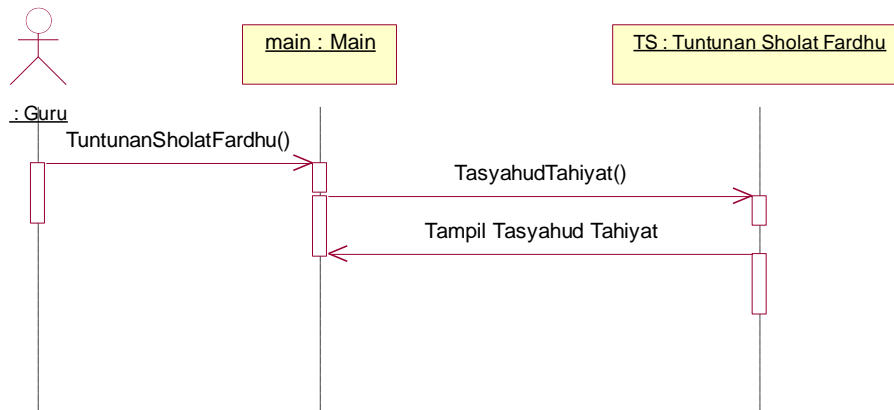 main : Main
TS : Tuntunan Sholat Fardhu
: Guru
TuntunanSholatFardhu()
TasyahudTahiyat()
Tampil Tasyahud Tahiyat